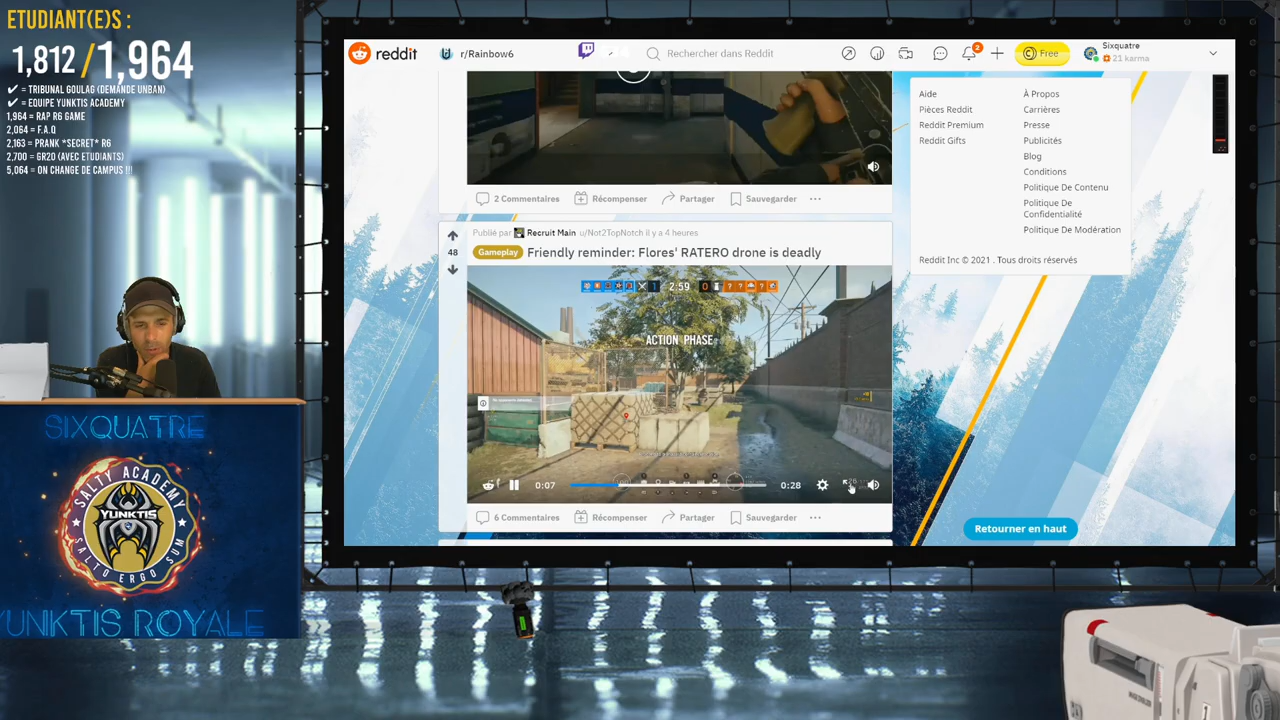 ETUDIANT(E)S :
1,812 / 1,964
✓ = TRIBUNAL GOULAG (DEMANDE UNBAN)
✓ = EQUIPE YUNKTIS ACADEMY
1,964 = RAP R6 GAME
2,064 = F.A.Q
2,163 = PRANK *SECRET* R6
2,700 = GR20 (AVEC ETUDIANTS)
5,064 = ON CHANGE DE CAMPUS !!!
reddit
r/Rainbow6
Rechercher dans Reddit
2
Free
Sixquatre
21 karma
2 Commentaires
Récompenser
Partager
Sauvegarder
48
Publié par Recruit Main u/Not2TopNotch il y a 4 heures
Gameplay Friendly reminder: Flores' RATERO drone is deadly
1 2:59 0 ? ? ?
ACTION PHASE
0:07
0:28
6 Commentaires
Récompenser
Partager
Sauvegarder
Aide
Pièces Reddit
Reddit Premium
Reddit Gifts
À Propos
Carrières
Presse
Publicités
Blog
Conditions
Politique De Contenu
Politique De
Confidentialité
Politique De Modération
Reddit Inc © 2021 . Tous droits réservés
Retourner en haut
SIXQUATRE
SALTY ACADEMY
YUNKTIS
SALTO ERGO SUM
YUNKTIS ROYALE